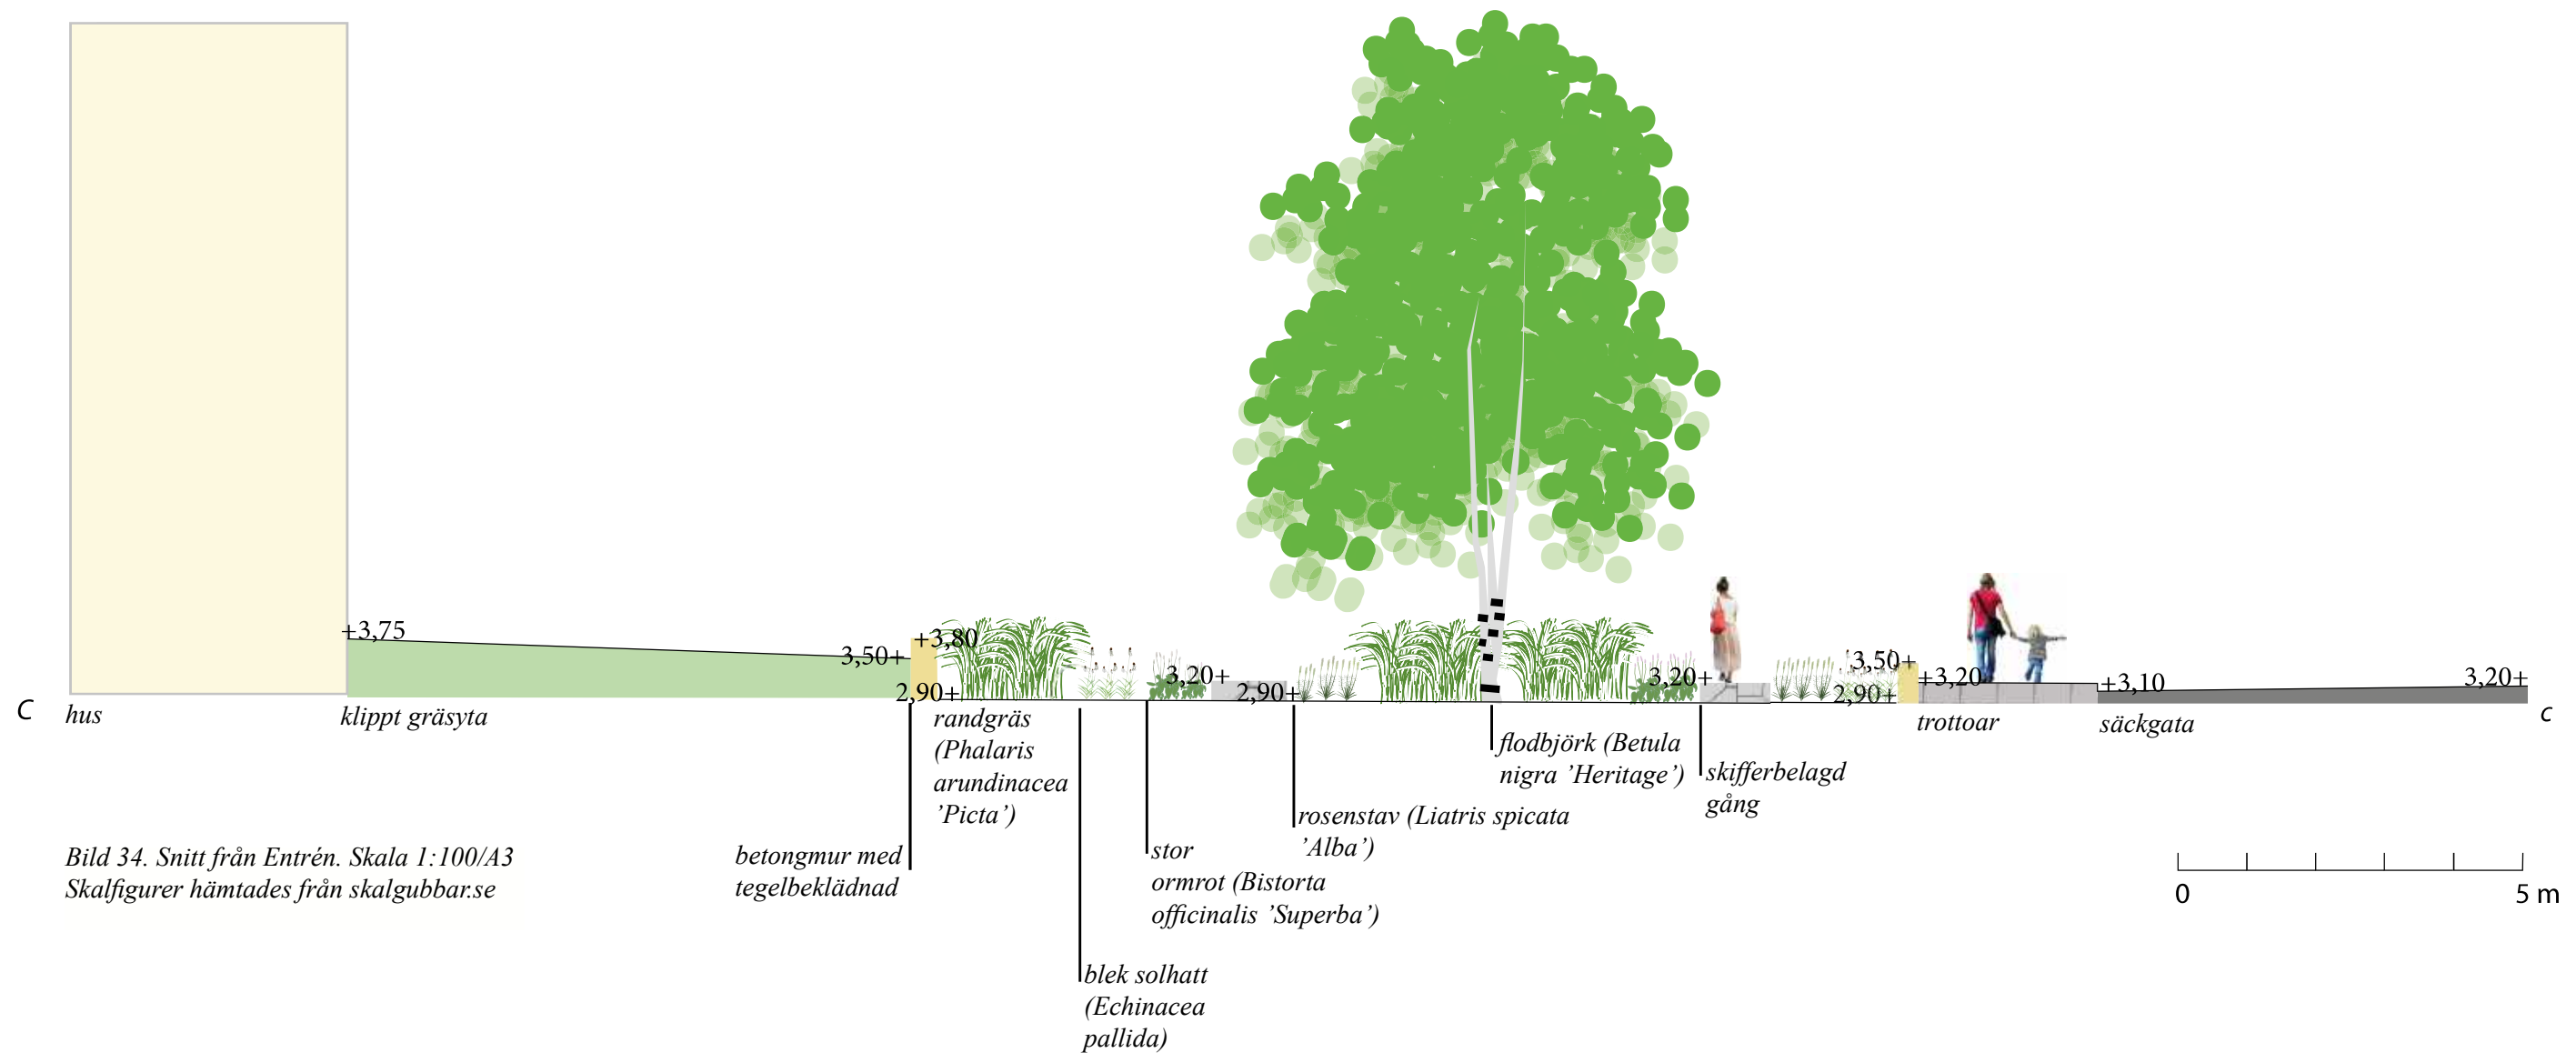 +3,75
3,50+
+3,80
2,90+
3,20+
2,90+
3,20+
3,50+
2,90+
+3,20
+3,10
3,20+
C
hus
klippt gräsyta
randgräs
(Phalaris
arundinacea
’Picta’)
flodbjörk (Betula
nigra ’Heritage’)
skifferbelagd
gång
trottoar
säckgata
c
rosenstav (Liatris spicata
’Alba’)
betongmur med
tegelbeklädnad
stor
ormrot (Bistorta
officinalis ’Superba’)
blek solhatt
(Echinacea
pallida)
Bild 34. Snitt från Entrén. Skala 1:100/A3
Skalfigurer hämtades från skalgubbar.se
0 5 m